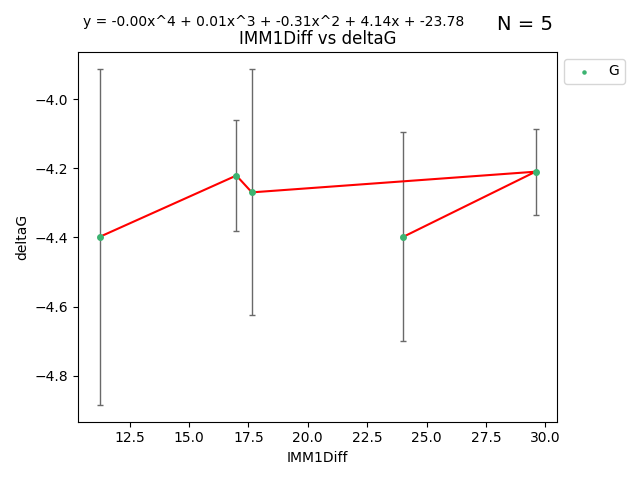 y = -0.00x^4 + 0.01x^3 + -0.31x^2 + 4.14x + -23.78
N = 5
IMM1Diff vs deltaG
G
−4.0
−4.2
−4.4
−4.6
−4.8
deltaG
12.5 15.0 17.5 20.0 22.5 25.0 27.5 30.0
IMM1Diff